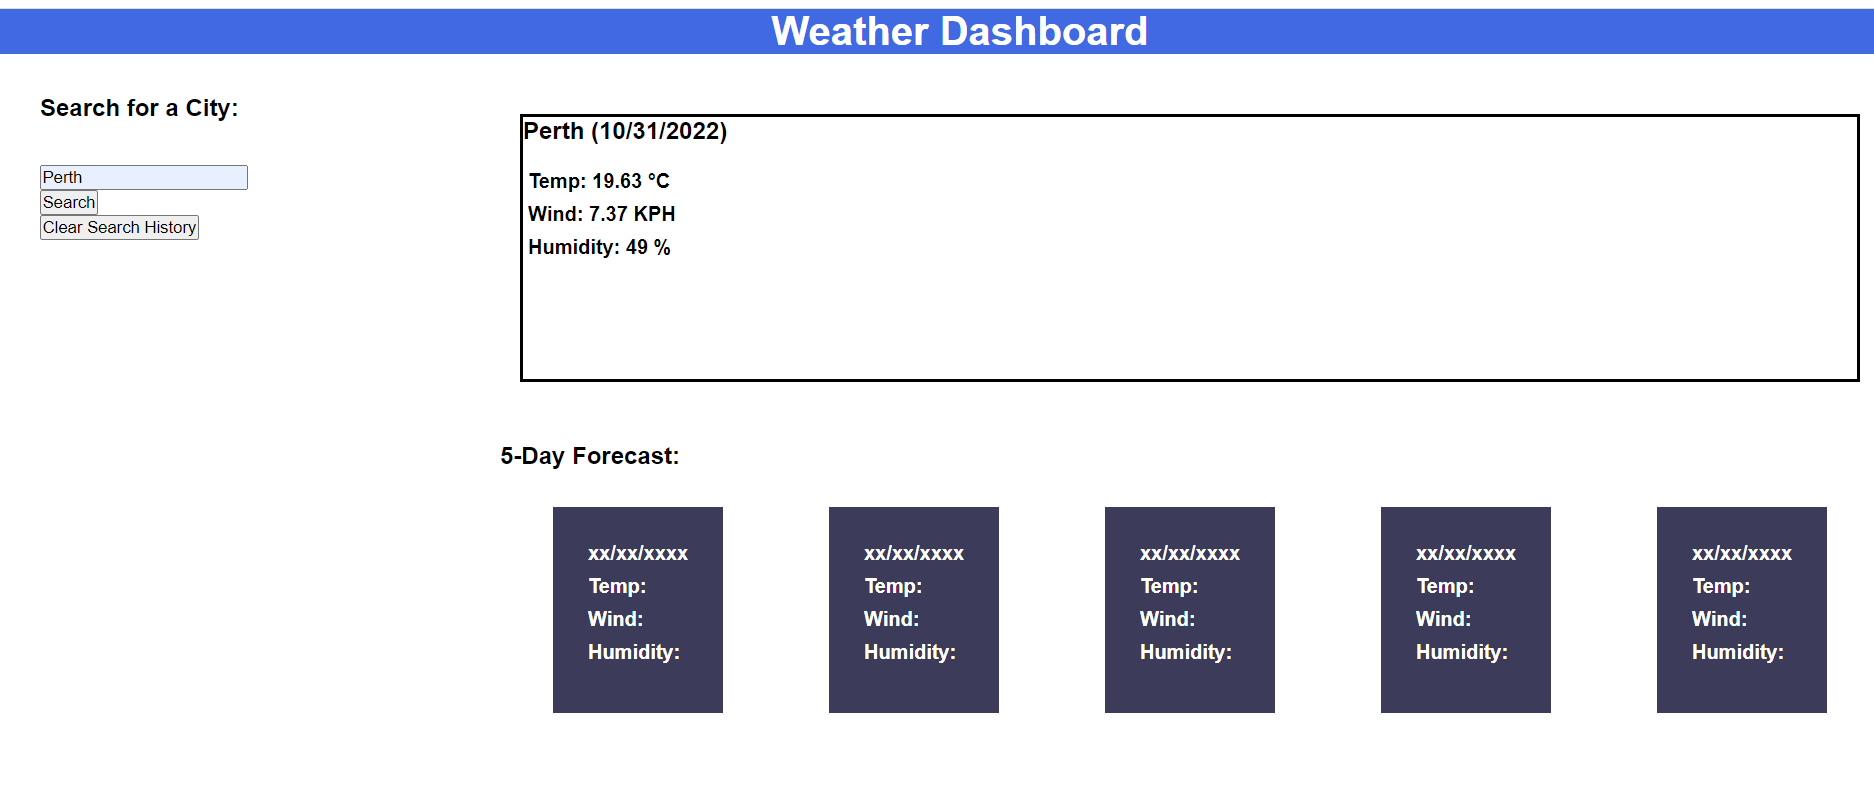 Weather Dashboard
Search for a City:
Perth
Search
Clear Search History
Perth (10/31/2022)
Temp: 19.63 °C
Wind: 7.37 KPH
Humidity: 49 %
5-Day Forecast:
xx/xx/xxxx
Temp:
Wind:
Humidity:
xx/xx/xxxx
Temp:
Wind:
Humidity:
xx/xx/xxxx
Temp:
Wind:
Humidity:
xx/xx/xxxx
Temp:
Wind:
Humidity:
xx/xx/xxxx
Temp:
Wind:
Humidity: